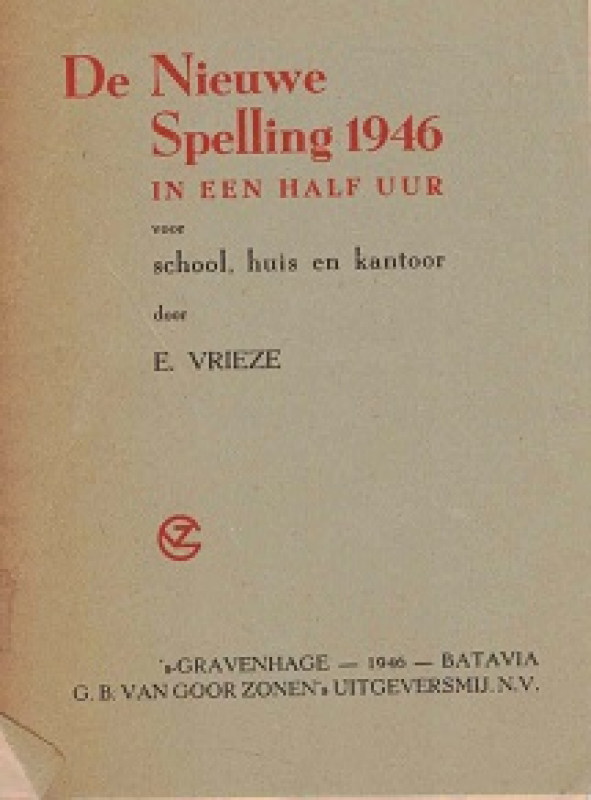 De Nieuwe
Spelling 1946
IN EEN HALF UUR
voor
school, huis en kantoor
door
E. VRIEZE
's-GRAVENHAGE — 1946 — BATAVIA
G. B. VAN GOOR ZONEN's UITGEVERSMIJ. N.V.